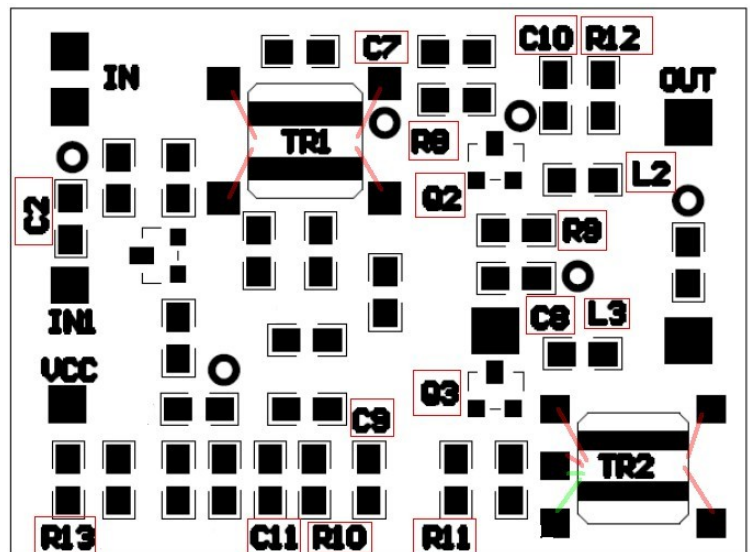 C7
C10 R12
IN
OUT
TR1
R8
L2
Q2
C2
R9
IN1
C8
L3
VCC
Q3
C9
TR2
R13
C11 R10
R11